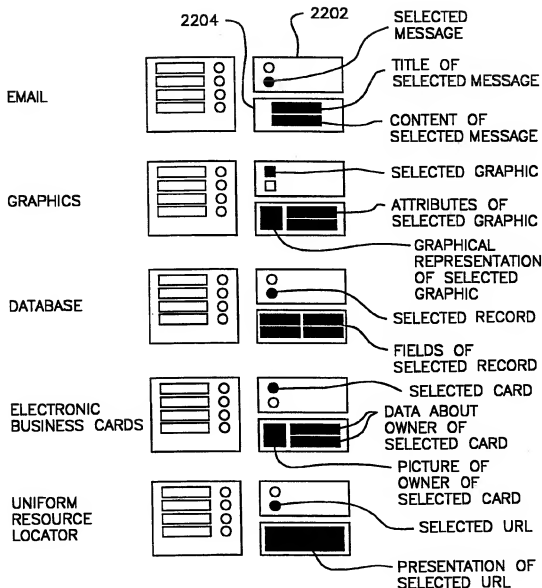 2204
2202
SELECTED
MESSAGE
EMAIL
TITLE OF
SELECTED MESSAGE
CONTENT OF
SELECTED MESSAGE
GRAPHICS
SELECTED GRAPHIC
ATTRIBUTES OF
SELECTED GRAPHIC
GRAPHICAL
REPRESENTATION
OF SELECTED
GRAPHIC
DATABASE
SELECTED RECORD
FIELDS OF
SELECTED RECORD
ELECTRONIC
BUSINESS CARDS
SELECTED CARD
DATA ABOUT
OWNER OF
SELECTED CARD
PICTURE OF
OWNER OF
SELECTED CARD
UNIFORM
RESOURCE
LOCATOR
SELECTED URL
PRESENTATION OF
SELECTED URL